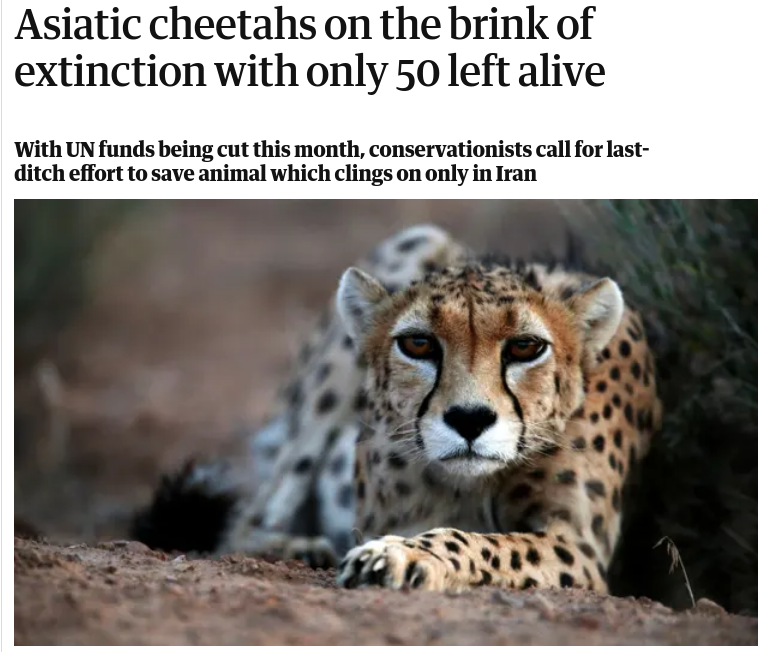 Asiatic cheetahs on the brink of
extinction with only 50 left alive
With UN funds being cut this month, conservationists call for last-
ditch effort to save animal which clings on only in Iran